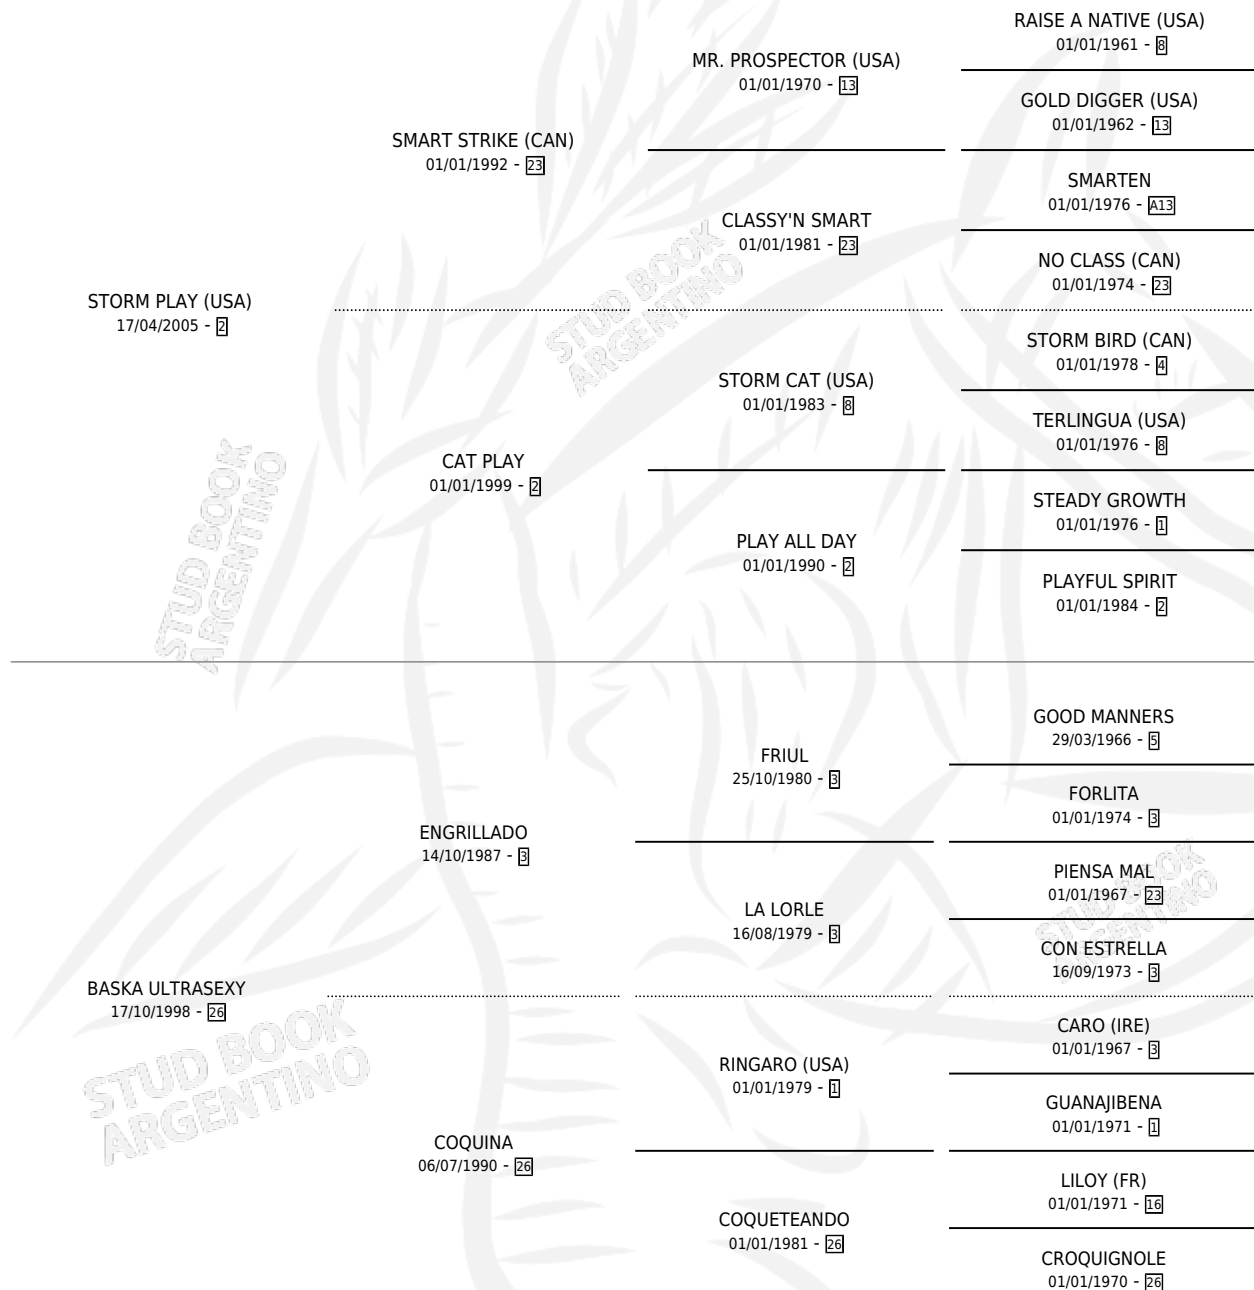 RAISE A NATIVE (USA)
01/01/1961 - 8
MR. PROSPECTOR (USA)
01/01/1970 - 13
GOLD DIGGER (USA)
01/01/1962 - 13
SMART STRIKE (CAN)
01/01/1992 - 23
SMARTEN
01/01/1976 - A13
CLASSY'N SMART
01/01/1981 - 23
NO CLASS (CAN)
01/01/1974 - 23
STORM PLAY (USA)
17/04/2005 - 2
STORM BIRD (CAN)
01/01/1978 - 4
STORM CAT (USA)
01/01/1983 - 8
TERLINGUA (USA)
01/01/1976 - 8
CAT PLAY
01/01/1999 - 2
STEADY GROWTH
01/01/1976 - 1
PLAY ALL DAY
01/01/1990 - 2
PLAYFUL SPIRIT
01/01/1984 - 2
GOOD MANNERS
29/03/1966 - 5
FRIUL
25/10/1980 - 3
FORLITA
01/01/1974 - 3
ENGRILLADO
14/10/1987 - 3
PIENSA MAL
01/01/1967 - 23
LA LORLE
16/08/1979 - 3
CON ESTRELLA
16/09/1973 - 3
BASKA ULTRASEXY
17/10/1998 - 26
CARO (IRE)
01/01/1967 - 3
RINGARO (USA)
01/01/1979 - 1
GUANAJIBENA
01/01/1971 - 1
COQUINA
06/07/1990 - 26
LILOY (FR)
01/01/1971 - 16
COQUETEANDO
01/01/1981 - 26
CROQUIGNOLE
01/01/1970 - 26
STUD BOOK
ARGENTINO
STUD BOOK
ARGENTINO
STUD BOOK
ARGENTINO
STUD BOOK
ARGENTINO